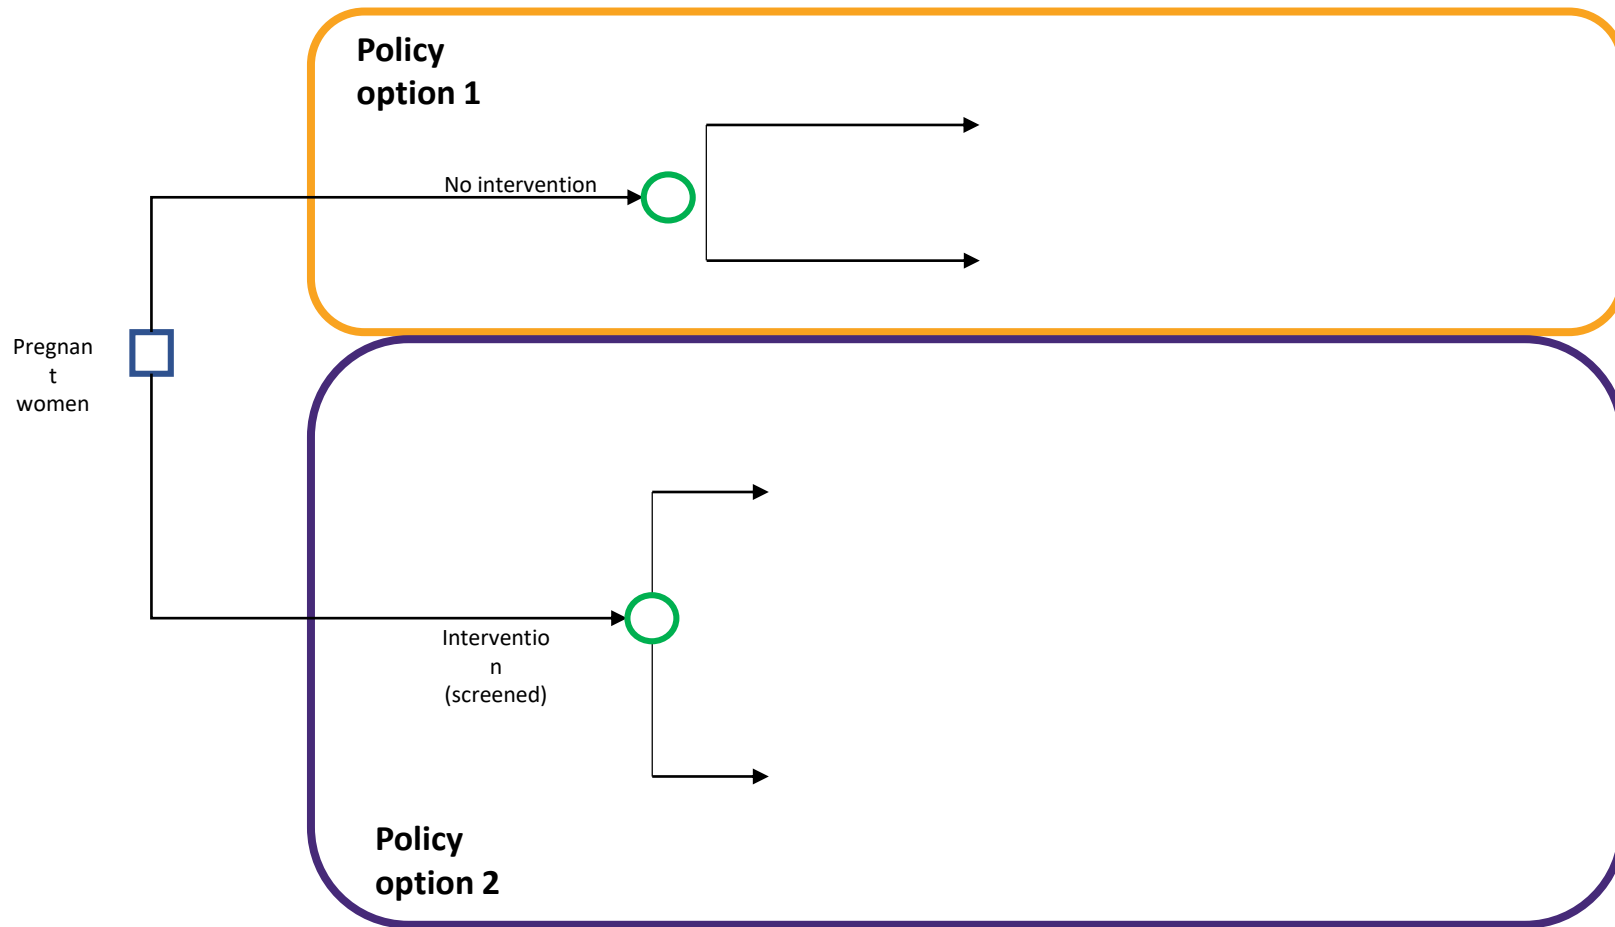 Policy
option 1
No intervention
Pregnan
t
women
Interventio
n
(screened)
Policy
option 2